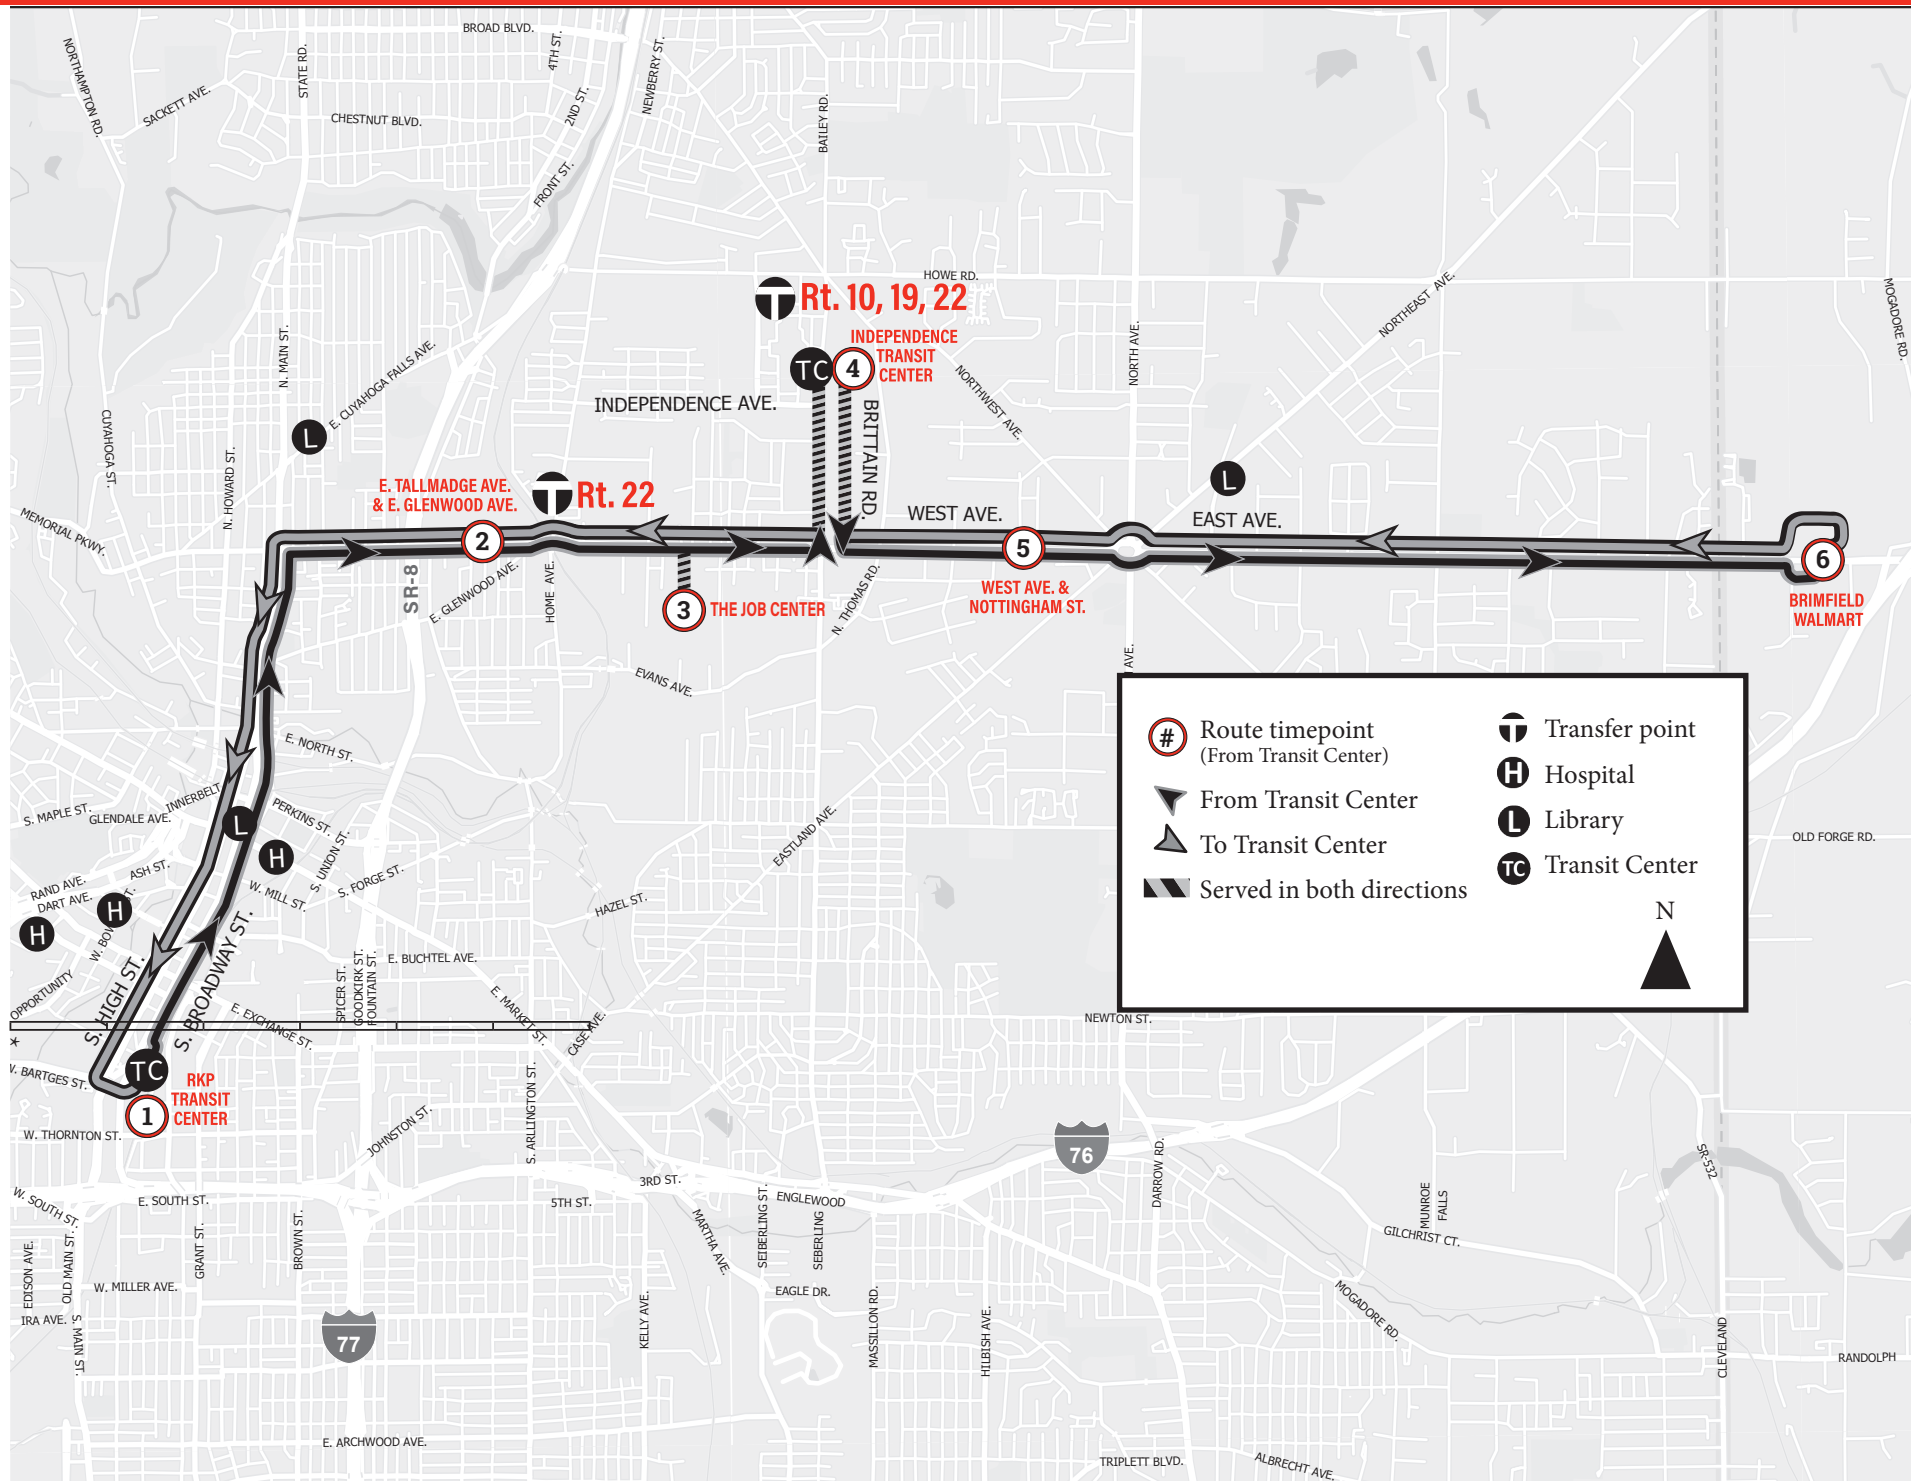 BROAD BLVD.
NORTHAMPTON RD.
SACKETT AVE.
STATE RD.
CHESTNUT BLVD.
4TH ST.
2ND ST.
NEWBERRY ST.
BAILEY RD.
FRONT ST.
HOWE RD.
NORTHEAST AVE.
MOGADORE RD.
Rt. 10, 19, 22
INDEPENDENCE
TRANSIT
CENTER
TC
4
N. MAIN ST.
E. CUYAHOGA FALLS AVE.
NORTH AVE.
NORTHWEST AVE.
INDEPENDENCE AVE.
BRITTAIN RD.
CUYAHOGA ST.
N. HOWARD ST.
L
L
E. TALLMADGE AVE.
& E. GLENWOOD AVE.
Rt. 22
MEMORIAL PKWY.
2
WEST AVE.
EAST AVE.
5
6
SR-8
E. GLENWOOD AVE.
HOME AVE.
3
THE JOB CENTER
N. THOMAS RD.
WEST AVE. &
NOTTINGHAM ST.
BRIMFIELD
WALMART
EVANS AVE.
AVE.
E. NORTH ST.
#
Route timepoint
(From Transit Center)
From Transit Center
To Transit Center
Served in both directions
Transfer point
H
Hospital
L
Library
TC
Transit Center
N
S. MAPLE ST.
GLENDALE AVE.
INNERBELT
L
PERKINS ST.
S. UNION ST.
H
EASTLAND AVE.
OLD FORGE RD.
RAND AVE.
DART AVE.
ASH ST.
W. MILL ST.
S. FORGE ST.
H
H
HAZEL ST.
E. BUCHTEL AVE.
OPPORTUNITY
S. HIGH ST.
S. BROADWAY ST.
E. EXCHANGE ST.
SPICER ST.
GOODKIRK ST.
FOUNTAIN ST.
E. MARKET ST.
CASE AVE.
NEWTON ST.
*
W. BARTGES ST.
TC
RKP
TRANSIT
CENTER
1
W. THORNTON ST.
JOHNSTON ST.
S. ARLLINGTON ST.
76
DARROW RD.
SR-532
W. SOUTH ST.
E. SOUTH ST.
3RD ST.
5TH ST.
ENGLEWOOD
MARTHA AVE.
SEIBERLING ST.
SEBERLING
MUNROE
FALLS
GILCHRIST CT.
EDISON AVE.
OLD MAIN ST.
GRANT ST.
BROWN ST.
W. MILLER AVE.
IRA AVE.
S. MAIN ST.
77
KELLY AVE.
EAGLE DR.
MASSILLON RD.
HILBISH AVE.
MOGADORE RD.
CLEVELAND
RANDOLPH
E. ARCHWOOD AVE.
TRIPLETT BLVD.
ALBRECHT AVE.